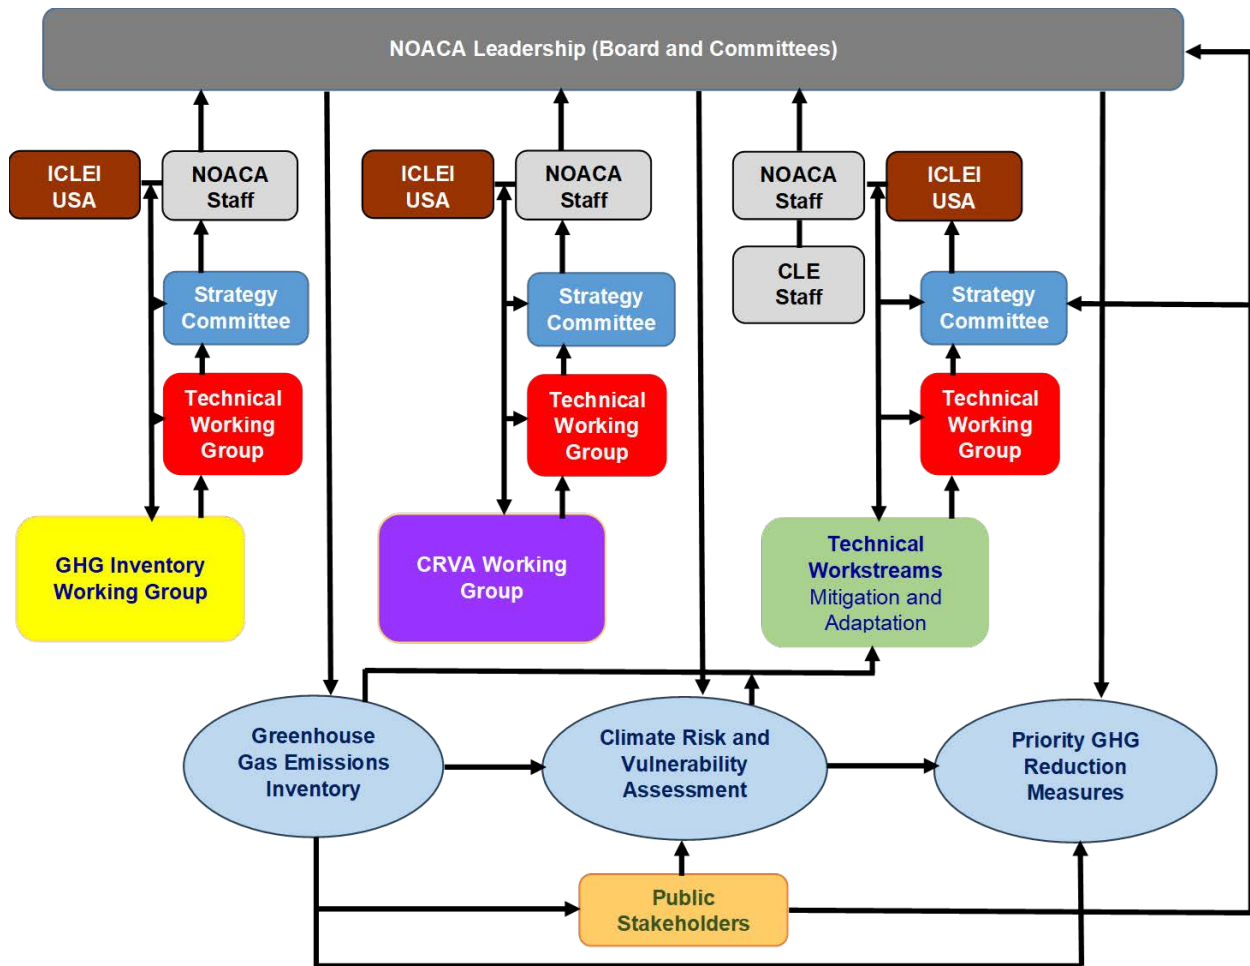 NOACA Leadership (Board and Committees)
ICLEI
USA
NOACA
Staff
ICLEI
USA
NOACA
Staff
NOACA
Staff
ICLEI
USA
CLE
Staff
Strategy
Committee
Strategy
Committee
Strategy
Committee
Technical
Working
Group
Technical
Working
Group
Technical
Working
Group
GHG Inventory
Working Group
CRVA Working
Group
Technical
Workstreams
Mitigation and
Adaptation
Greenhouse
Gas Emissions
Inventory
Climate Risk and
Vulnerability
Assessment
Priority GHG
Reduction
Measures
Public
Stakeholders